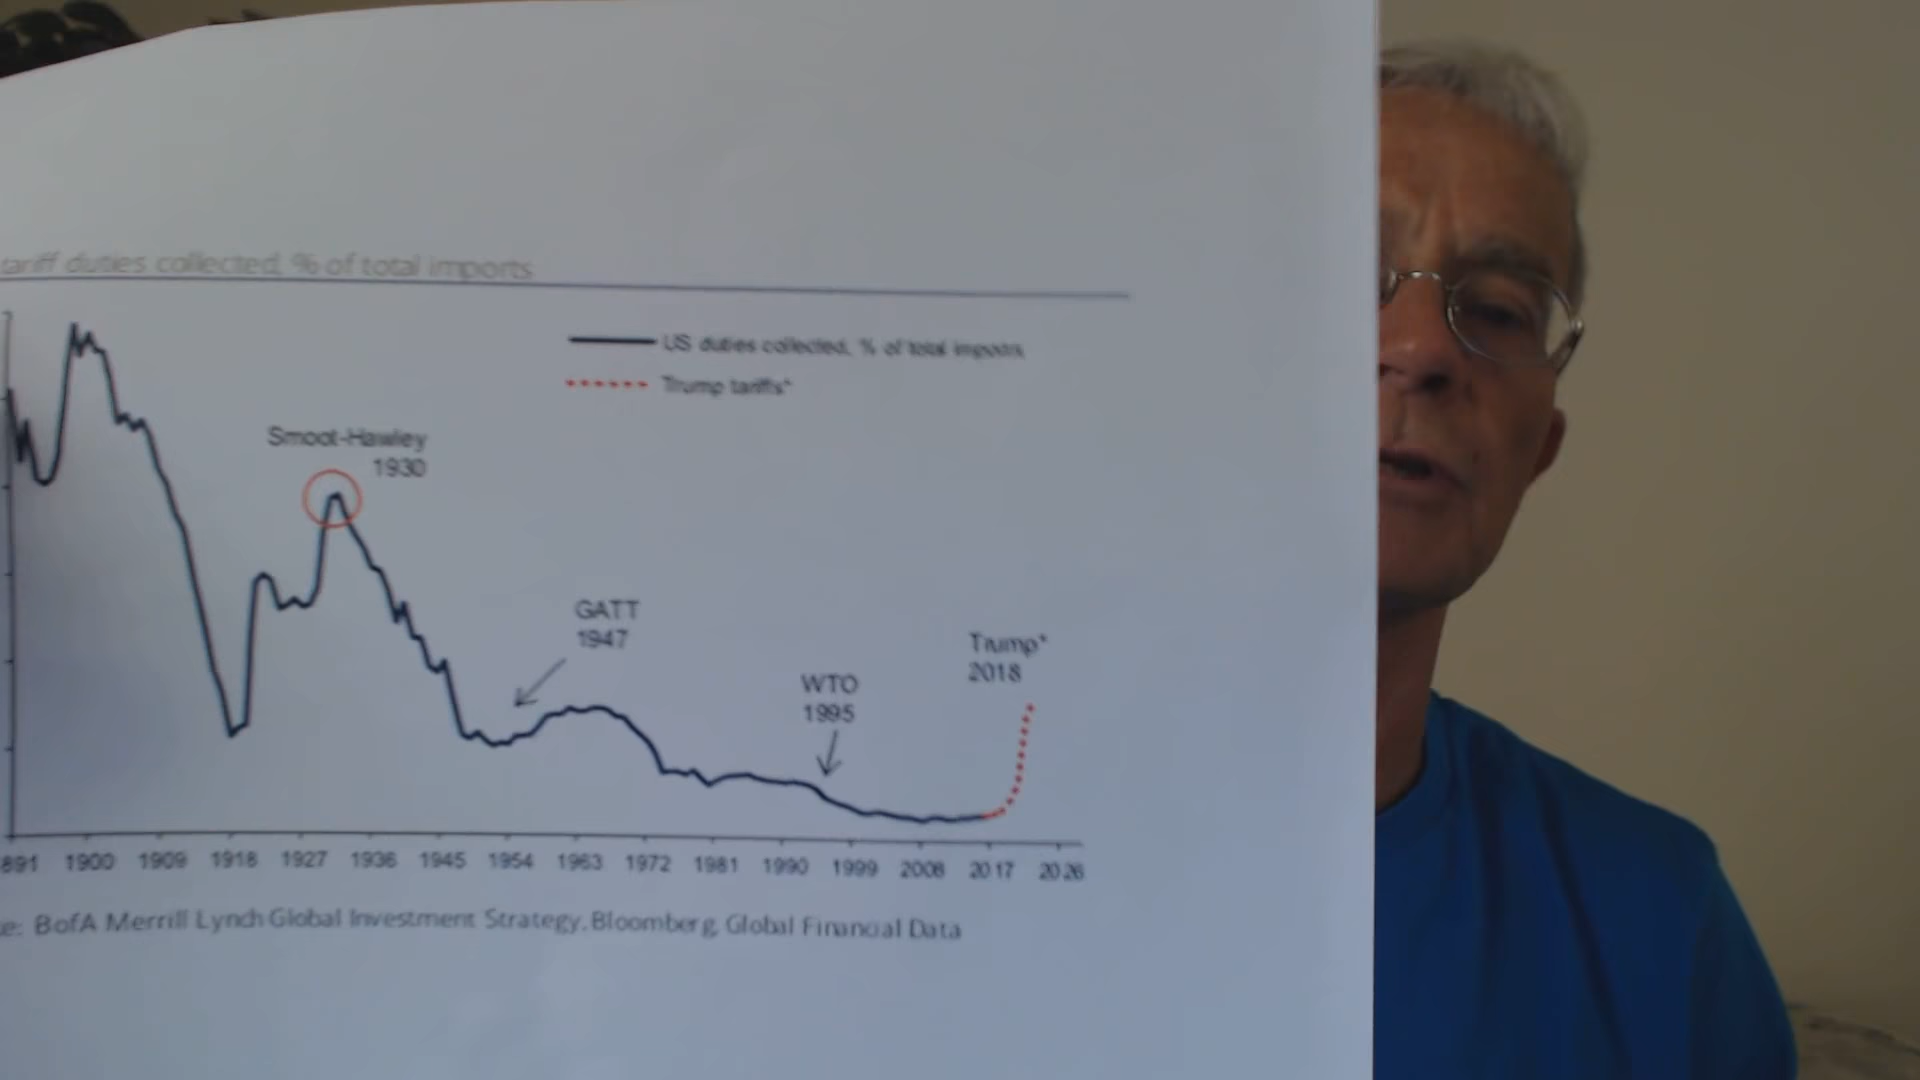 tariff duties collected, % of total imports
US duties collected, % of total imports
Trump tariffs*
Smoot-Hawley
1930
GATT
1947
WTO
1995
Trump*
2018
891 1900 1909 1918 1927 1936 1945 1954 1963 1972 1981 1990 1999 2008 2017 2026
e: BofA Merrill Lynch Global Investment Strategy, Bloomberg, Global Financial Data